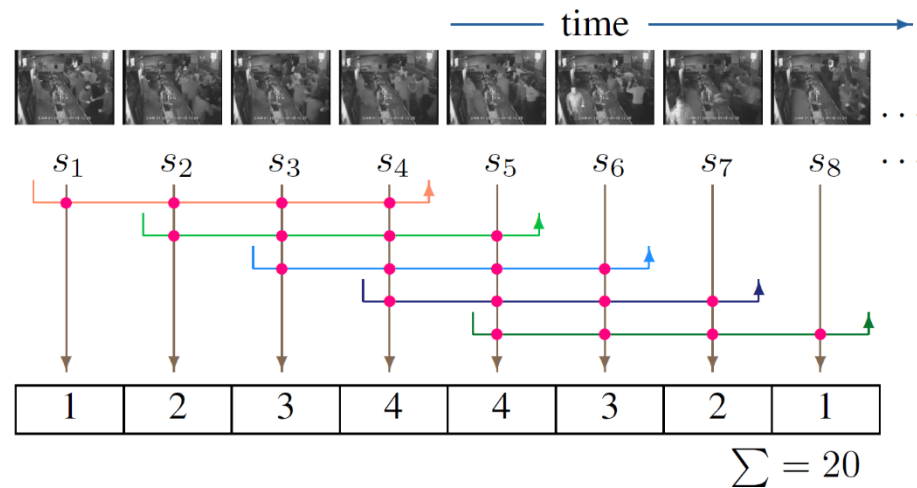 time
. . .
s₁ s₂ s₃ s₄ s₅ s₆ s₇ s₈ . . .
1 2 3 4 4 3 2 1
∑ = 20